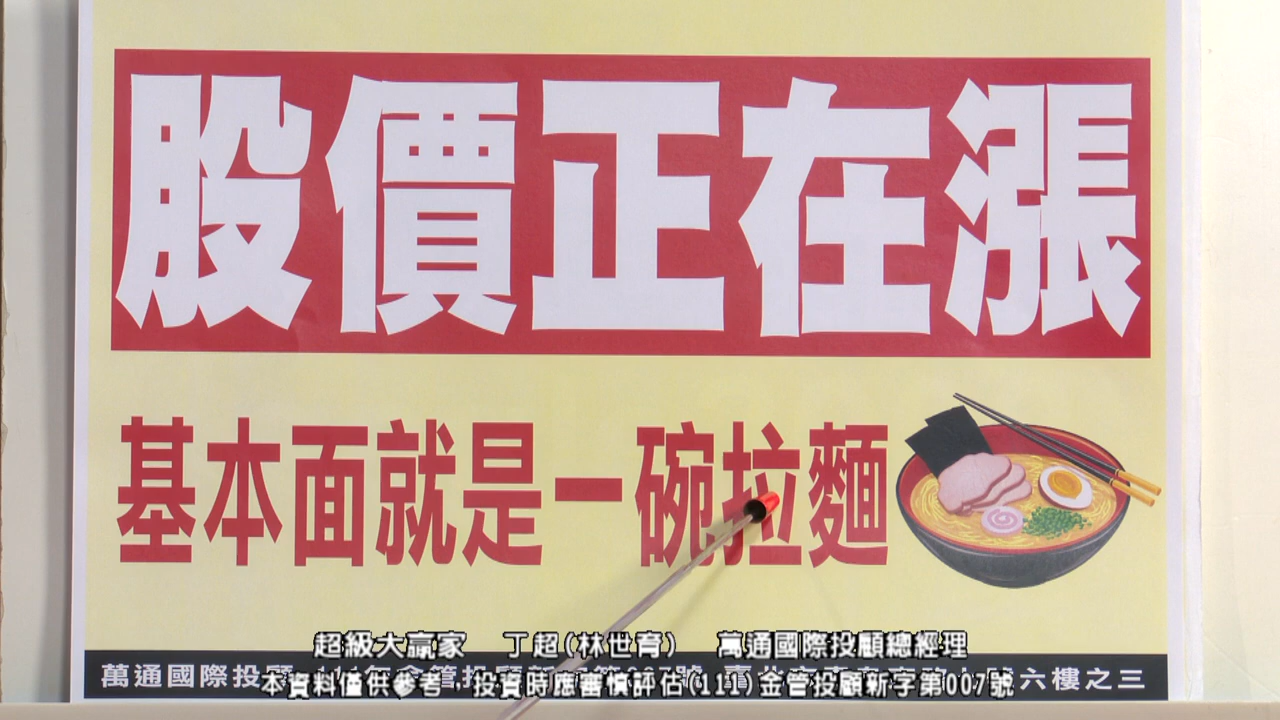 股價正在漲
基本面就是一碗拉麵
超級大贏家 丁超(林世育) 萬通國際投顧總經理
萬通國際投顧 六樓之三
本資料僅供參考，投資時應審慎評估(111)金管投顧新字第007號